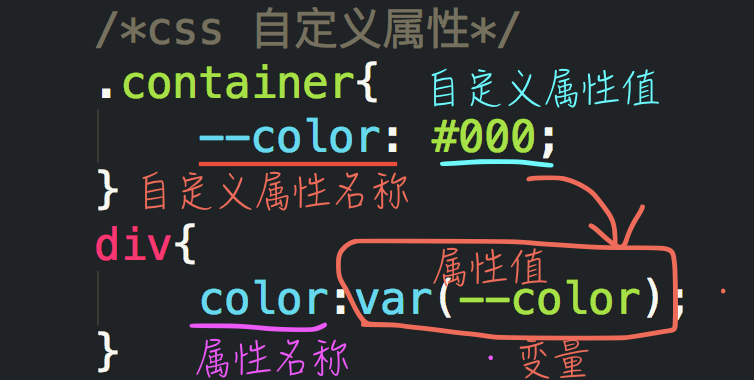 /*css 自定义属性*/
.container{
自定义属性值
--color: #000;
} 自定义属性名称
div{
属性值
color:var(--color);
} 属性名称 变量